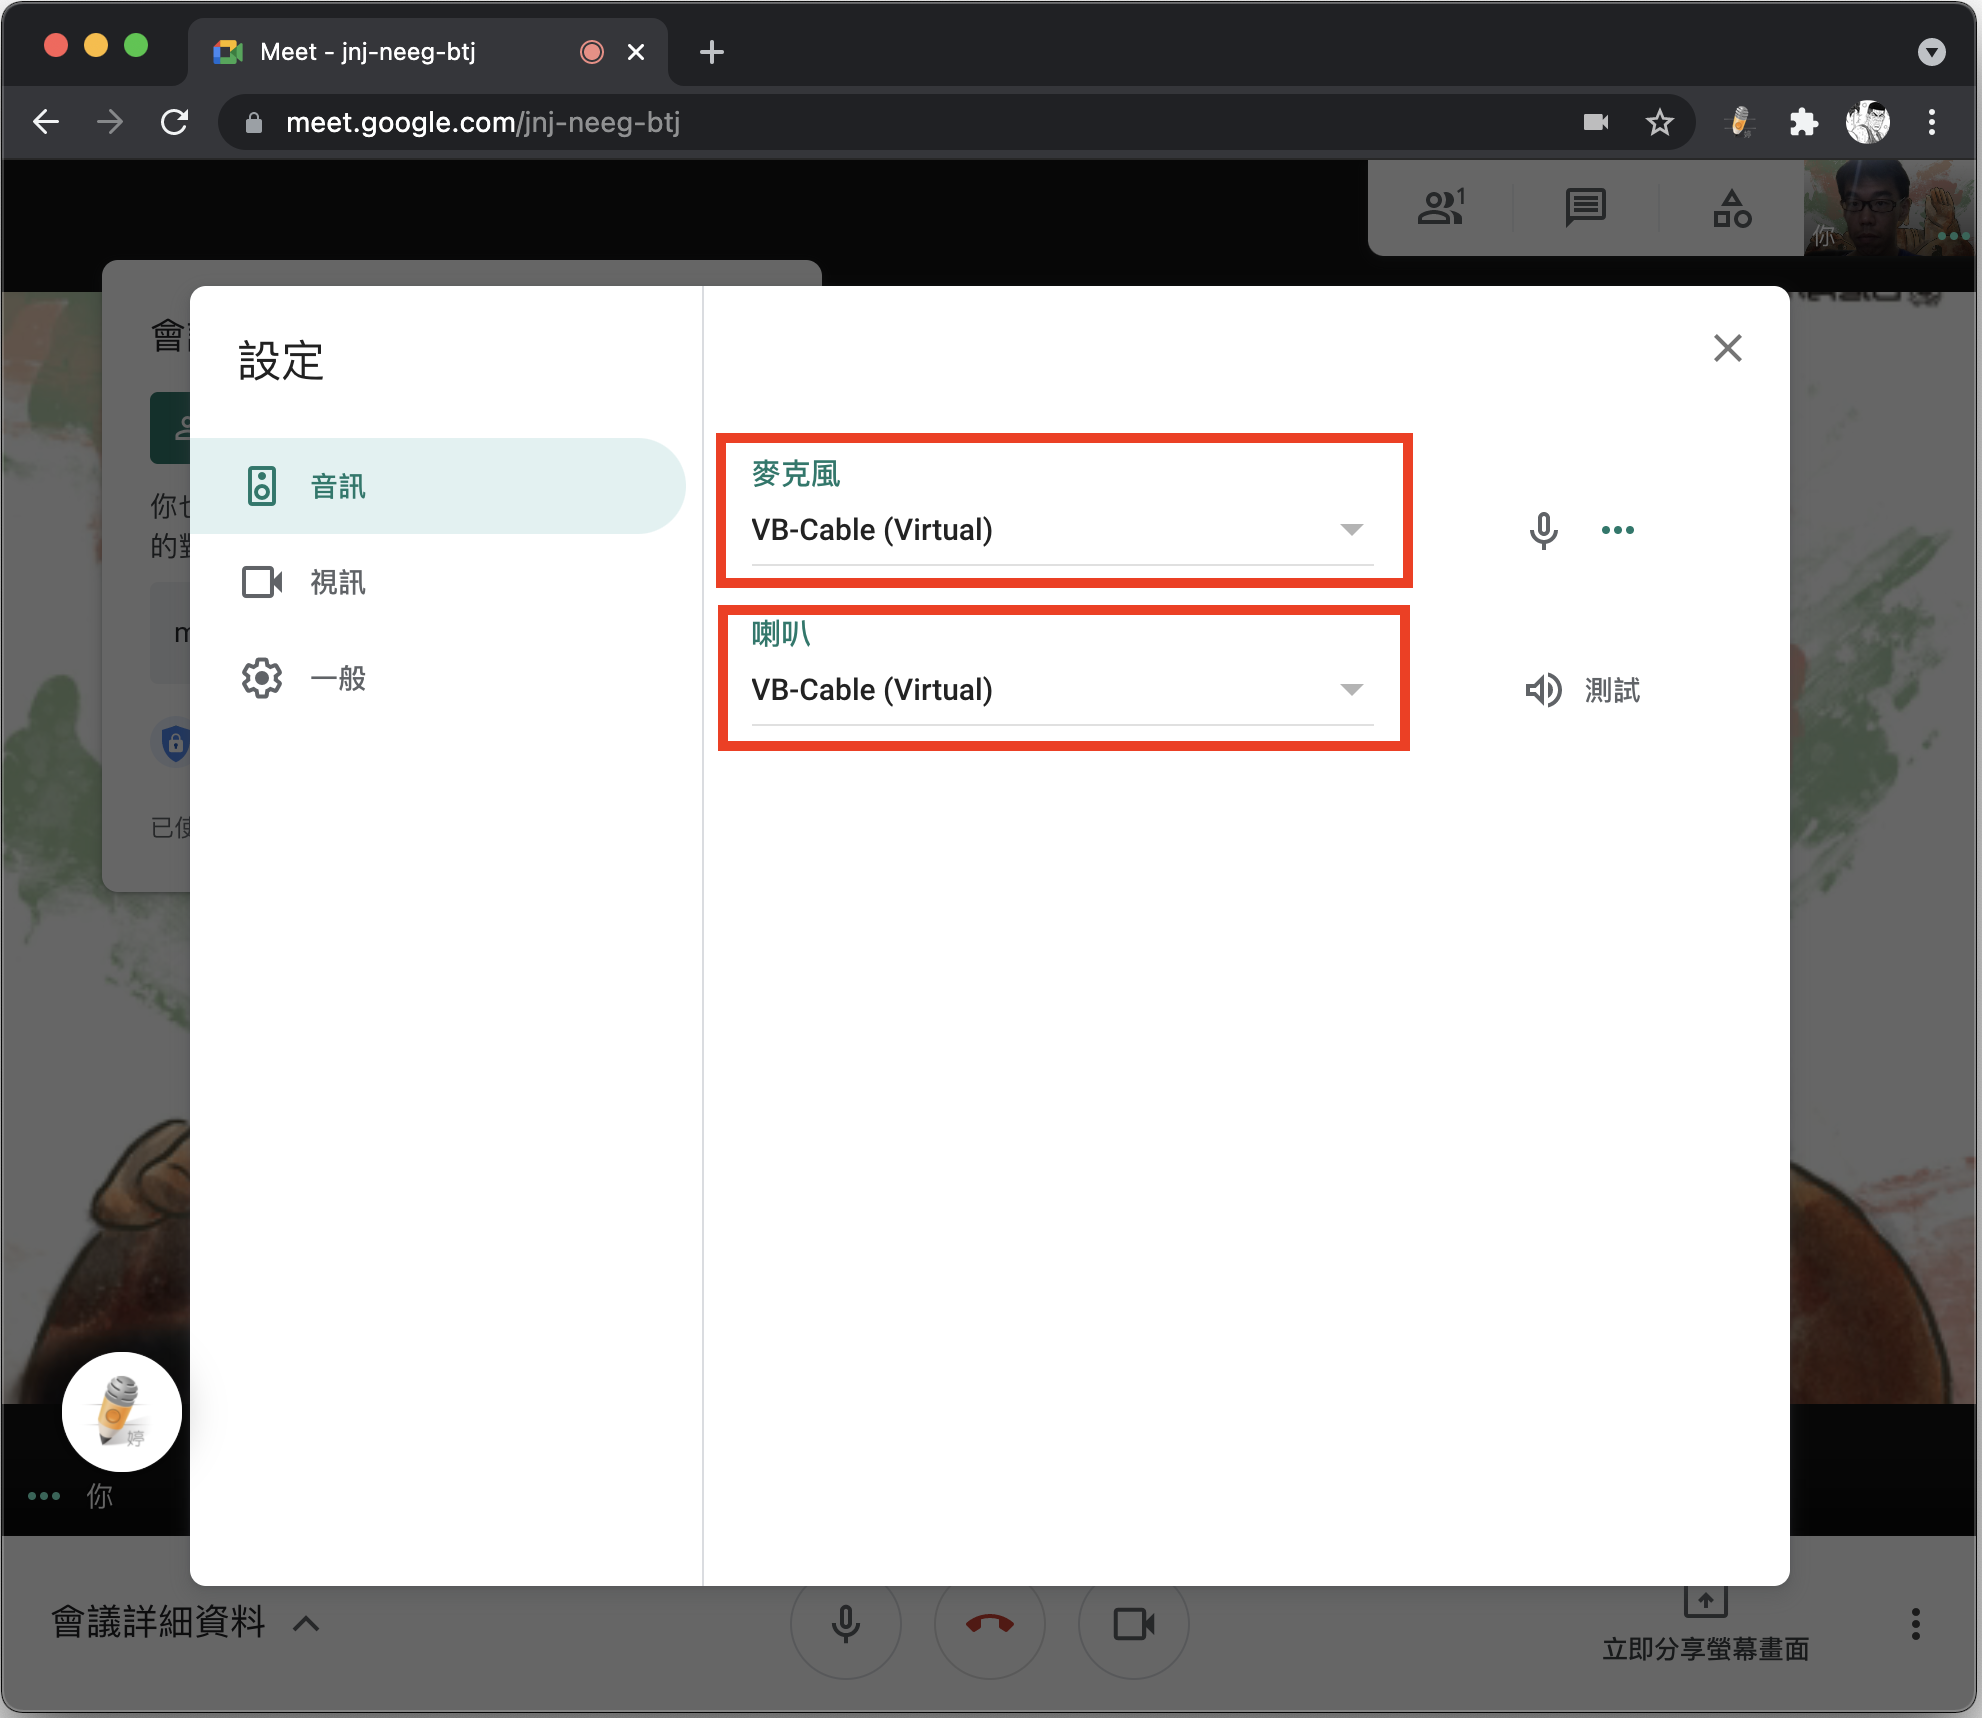 Meet - jnj-neeg-btj
meet.google.com/jnj-neeg-btj
1
你
設定
音訊
視訊
一般
麥克風
VB-Cable (Virtual)
喇叭
VB-Cable (Virtual)
測試
會
你
的
已使
婷
你
會議詳細資料
立即分享螢幕畫面